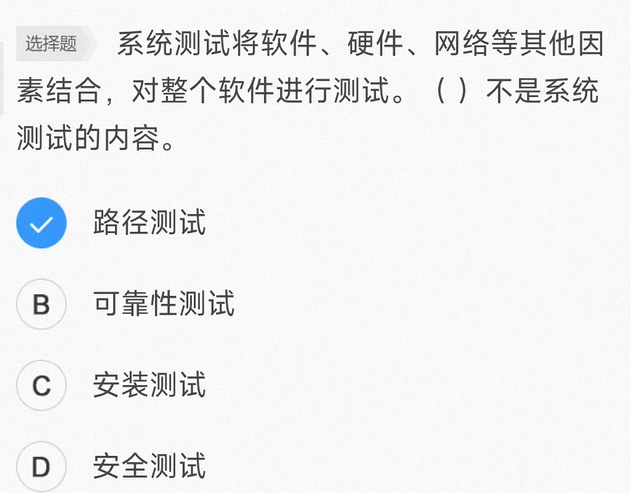 选择题 系统测试将软件、硬件、网络等其他因
素结合，对整个软件进行测试。（ ）不是系统
测试的内容。
路径测试
B 可靠性测试
C 安装测试
D 安全测试